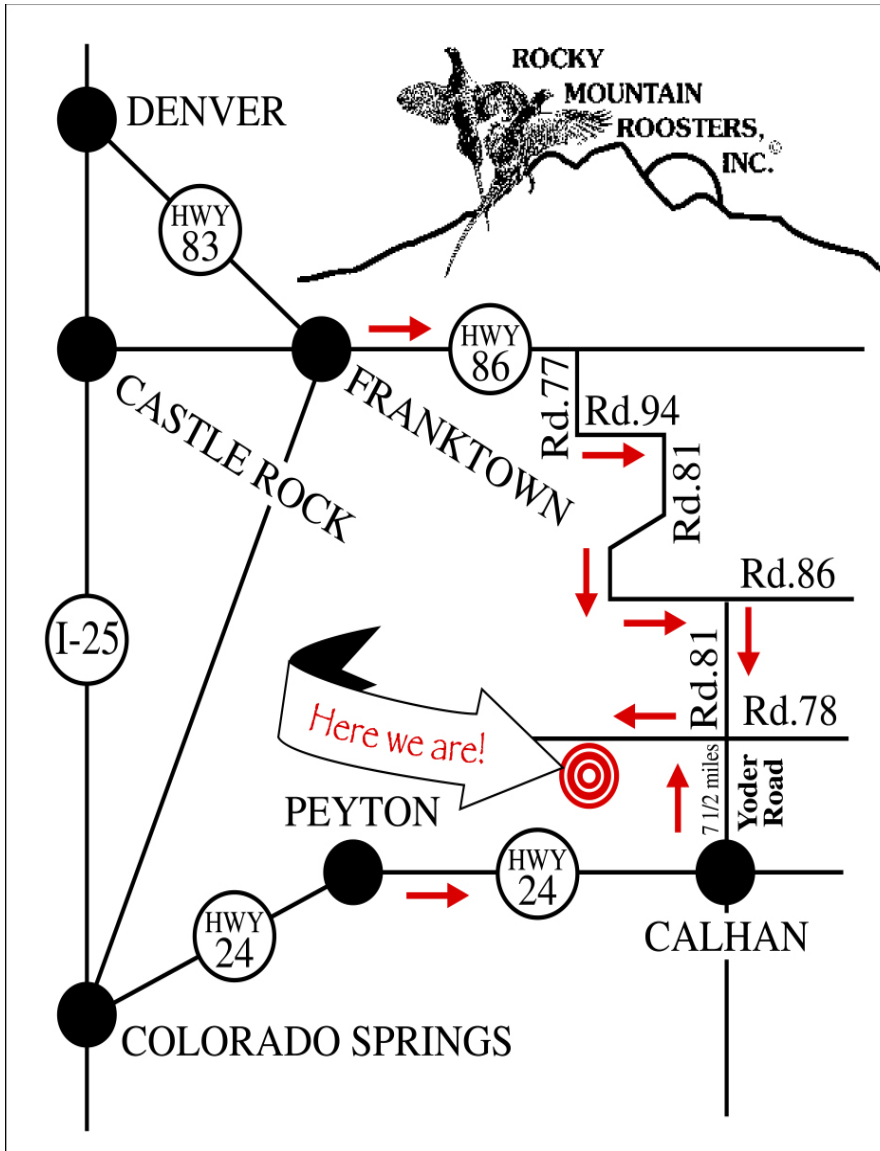 ROCKY
MOUNTAIN
ROOSTERS,
INC.©
DENVER
HWY
83
HWY
86
CASTLE ROCK
FRANKTOWN
Rd.77
Rd.94
Rd.81
Rd.86
I-25
Rd.81
Rd.78
Here we are!
7 1/2 miles
Yoder
Road
PEYTON
HWY
24
HWY
24
CALHAN
COLORADO SPRINGS